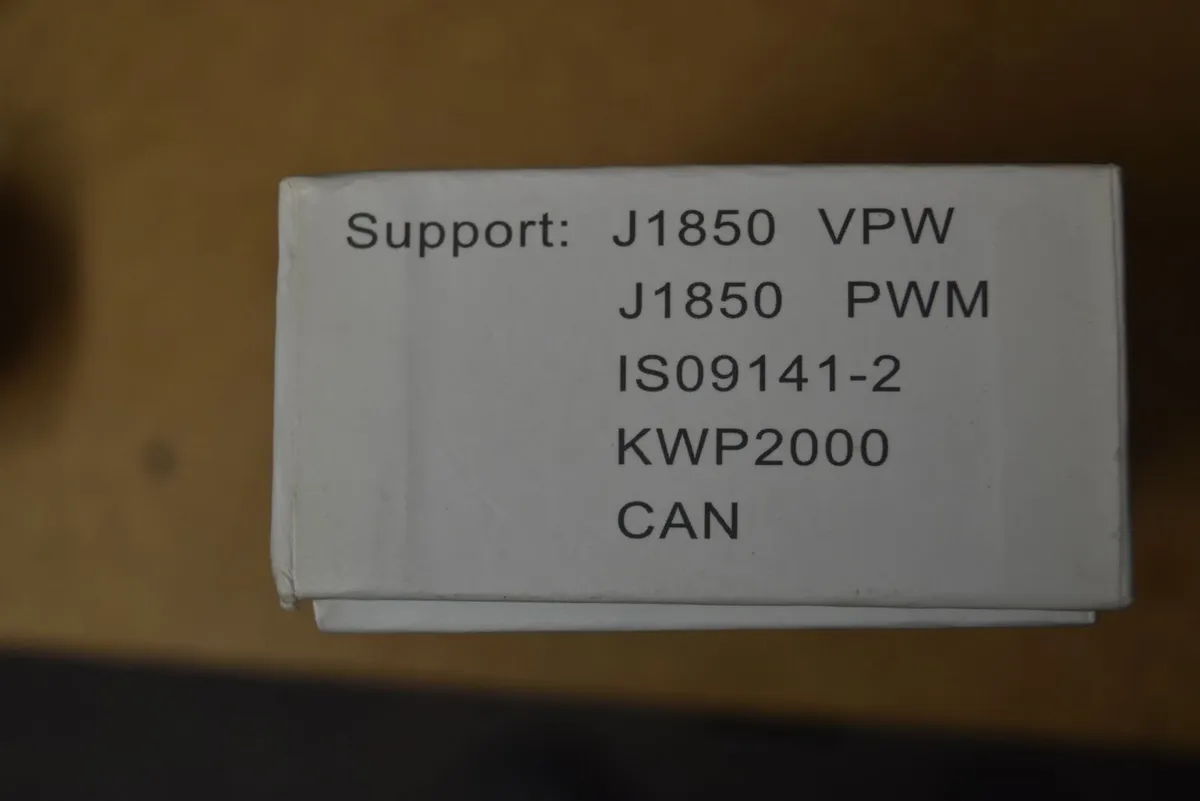 Support: J1850 VPW
J1850 PWM
IS09141-2
KWP2000
CAN